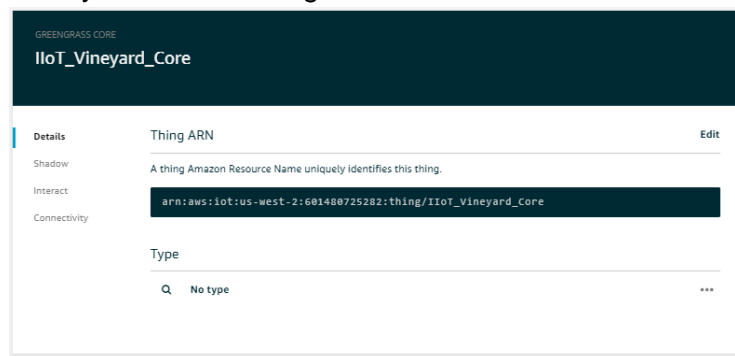 GREENGRASS CORE
IIoT_Vineyard_Core
Details
Shadow
Interact
Connectivity
Thing ARN
Edit
A thing Amazon Resource Name uniquely identifies this thing.
arn:aws:iot:us-west-2:601480725282:thing/IIoT_Vineyard_Core
Type
No type